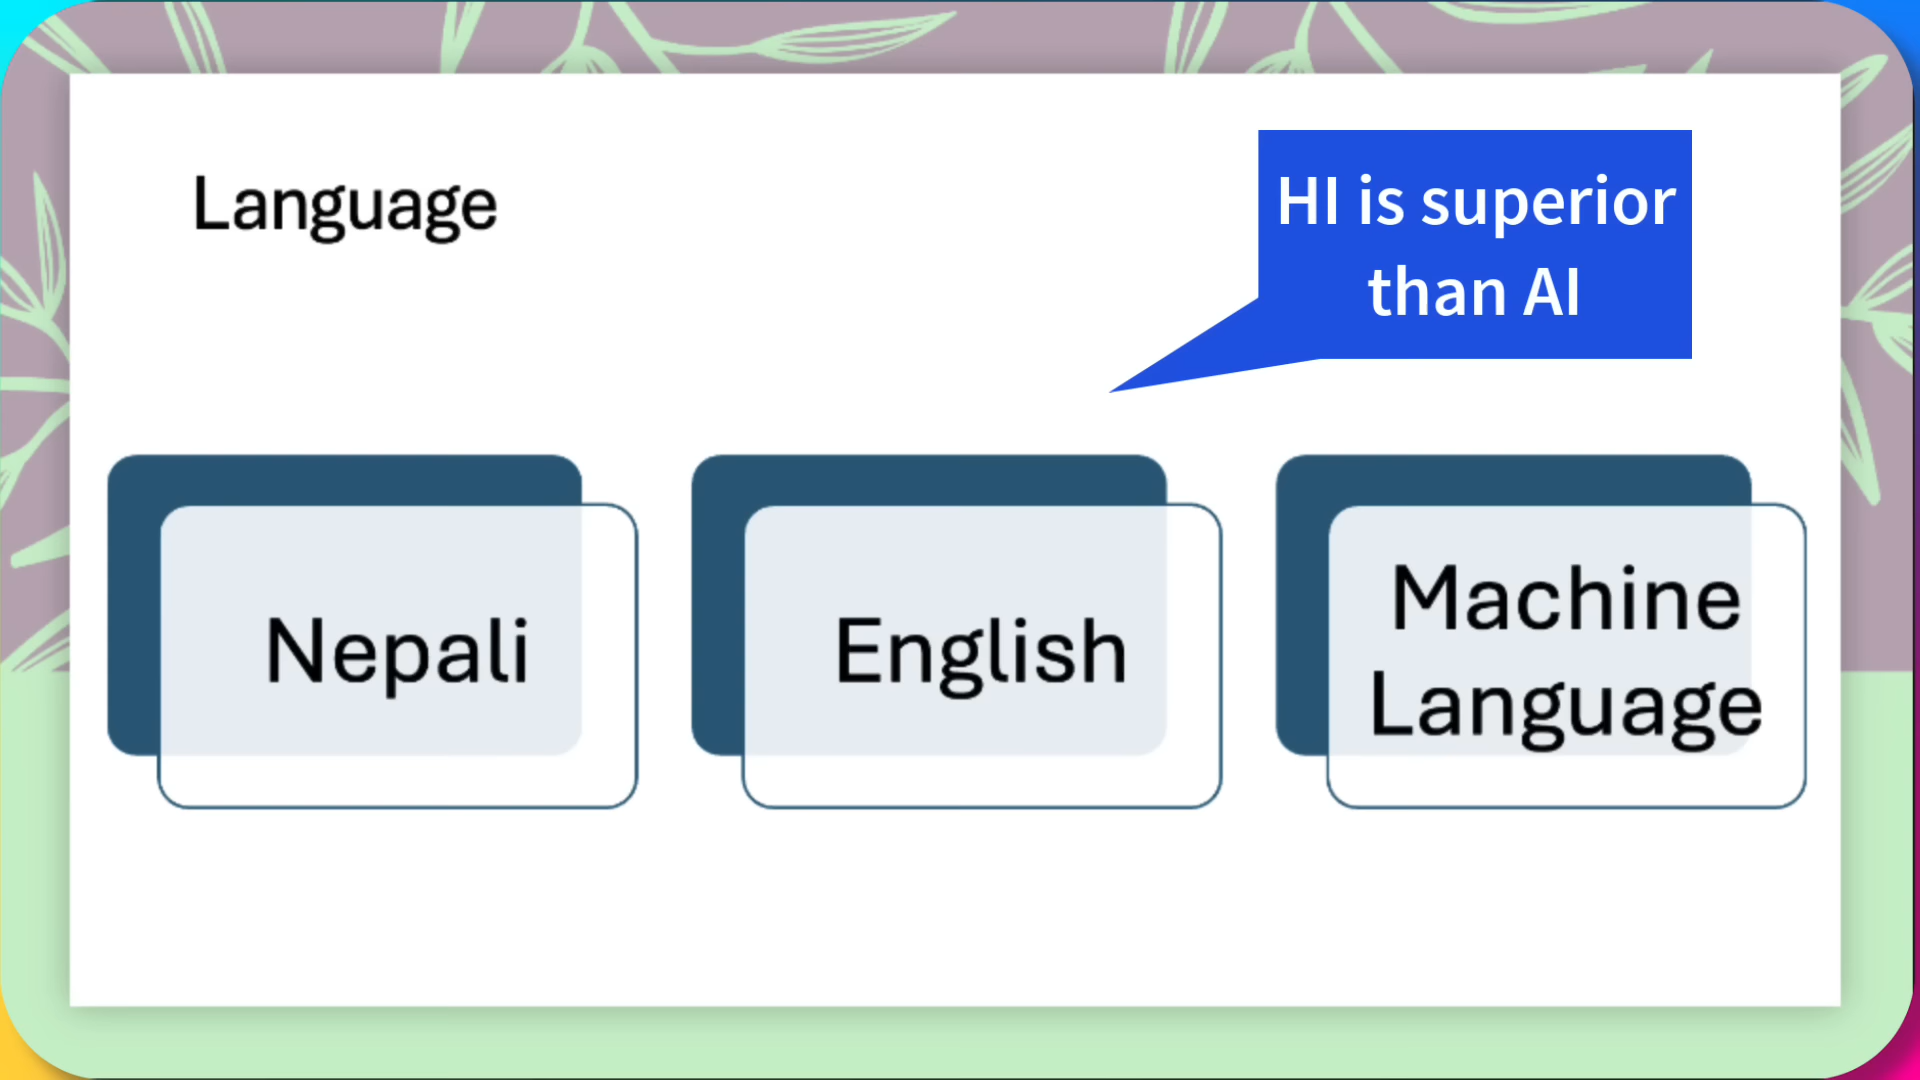 Language
HI is superior
than AI
Nepali
English
Machine
Language